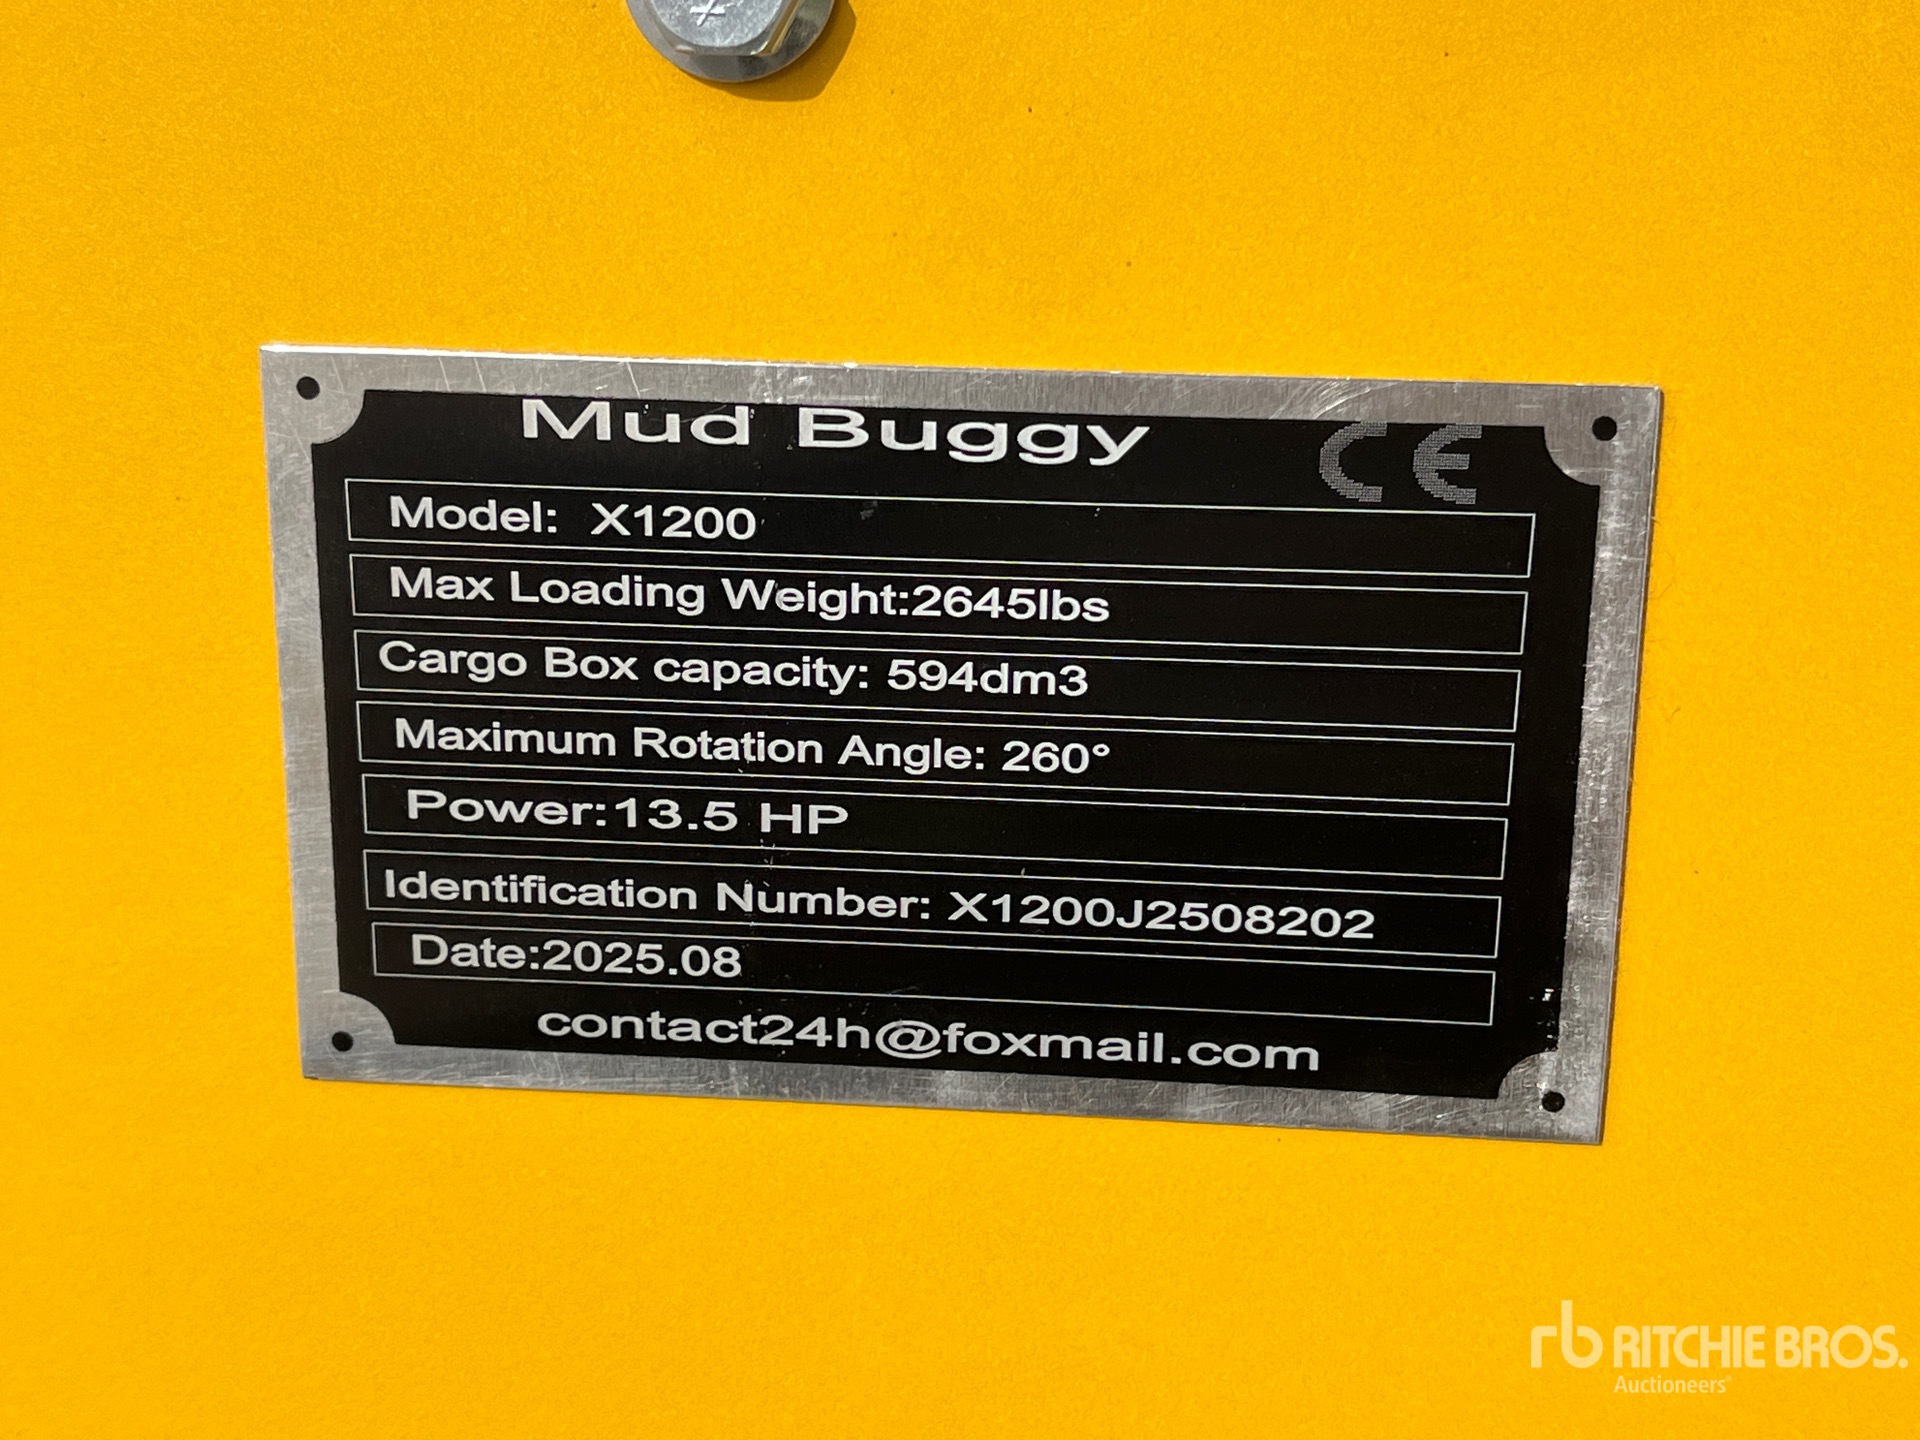 Mud Buggy CE
Model: X1200
Max Loading Weight:2645lbs
Cargo Box capacity: 594dm3
Maximum Rotation Angle: 260°
Power:13.5 HP
Identification Number: X1200J2508202
Date:2025.08
contact24h@foxmail.com
rb RITCHIE BROS.
Auctioneers®